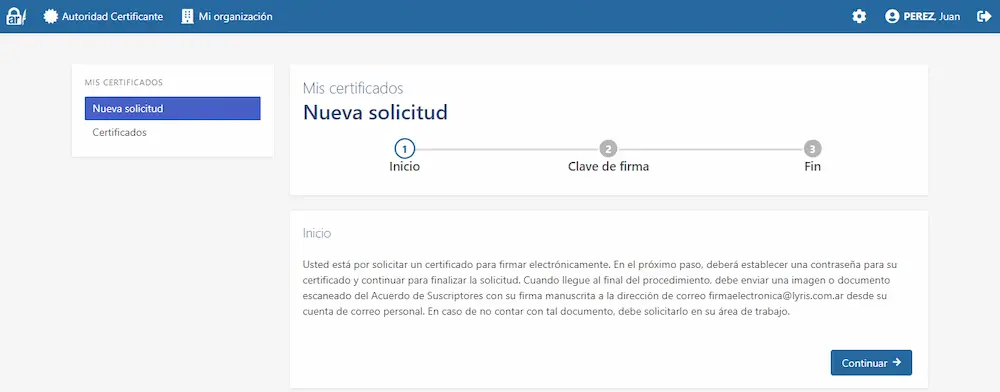 ar Autoridad Certificante Mi organización PEREZ, Juan
MIS CERTIFICADOS
Nueva solicitud
Certificados
Mis certificados
Nueva solicitud
1 2 3
Inicio Clave de firma Fin
Inicio
Usted está por solicitar un certificado para firmar electrónicamente. En el próximo paso, deberá establecer una contraseña para su
certificado y continuar para finalizar la solicitud. Cuando llegue al final del procedimiento. debe enviar una imagen o documento
escaneado del Acuerdo de Suscriptores con su firma manuscrita a la dirección de correo firmaelectronica@lyris.com.ar desde su
cuenta de correo personal. En caso de no contar con tal documento, debe solicitarlo en su área de trabajo.
Continuar →